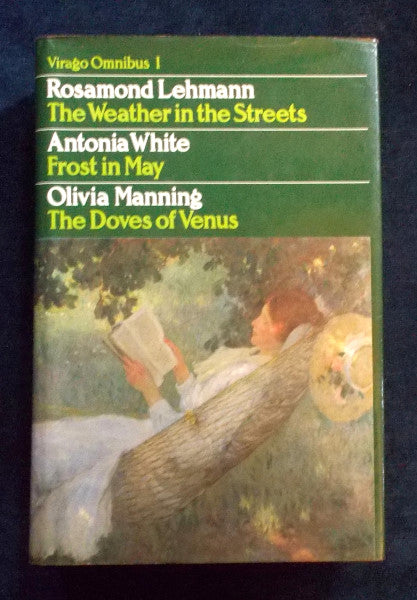 Virago Omnibus 1
Rosamond Lehmann
The Weather in the Streets
Antonia White
Frost in May
Olivia Manning
The Doves of Venus